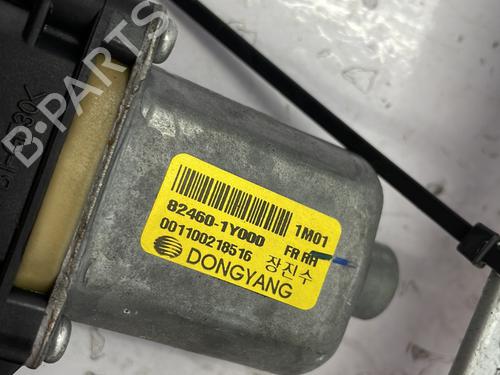 B-PARTS
82460-1Y000 1M01
001100218516 FR RH
DONGYANG 장진수